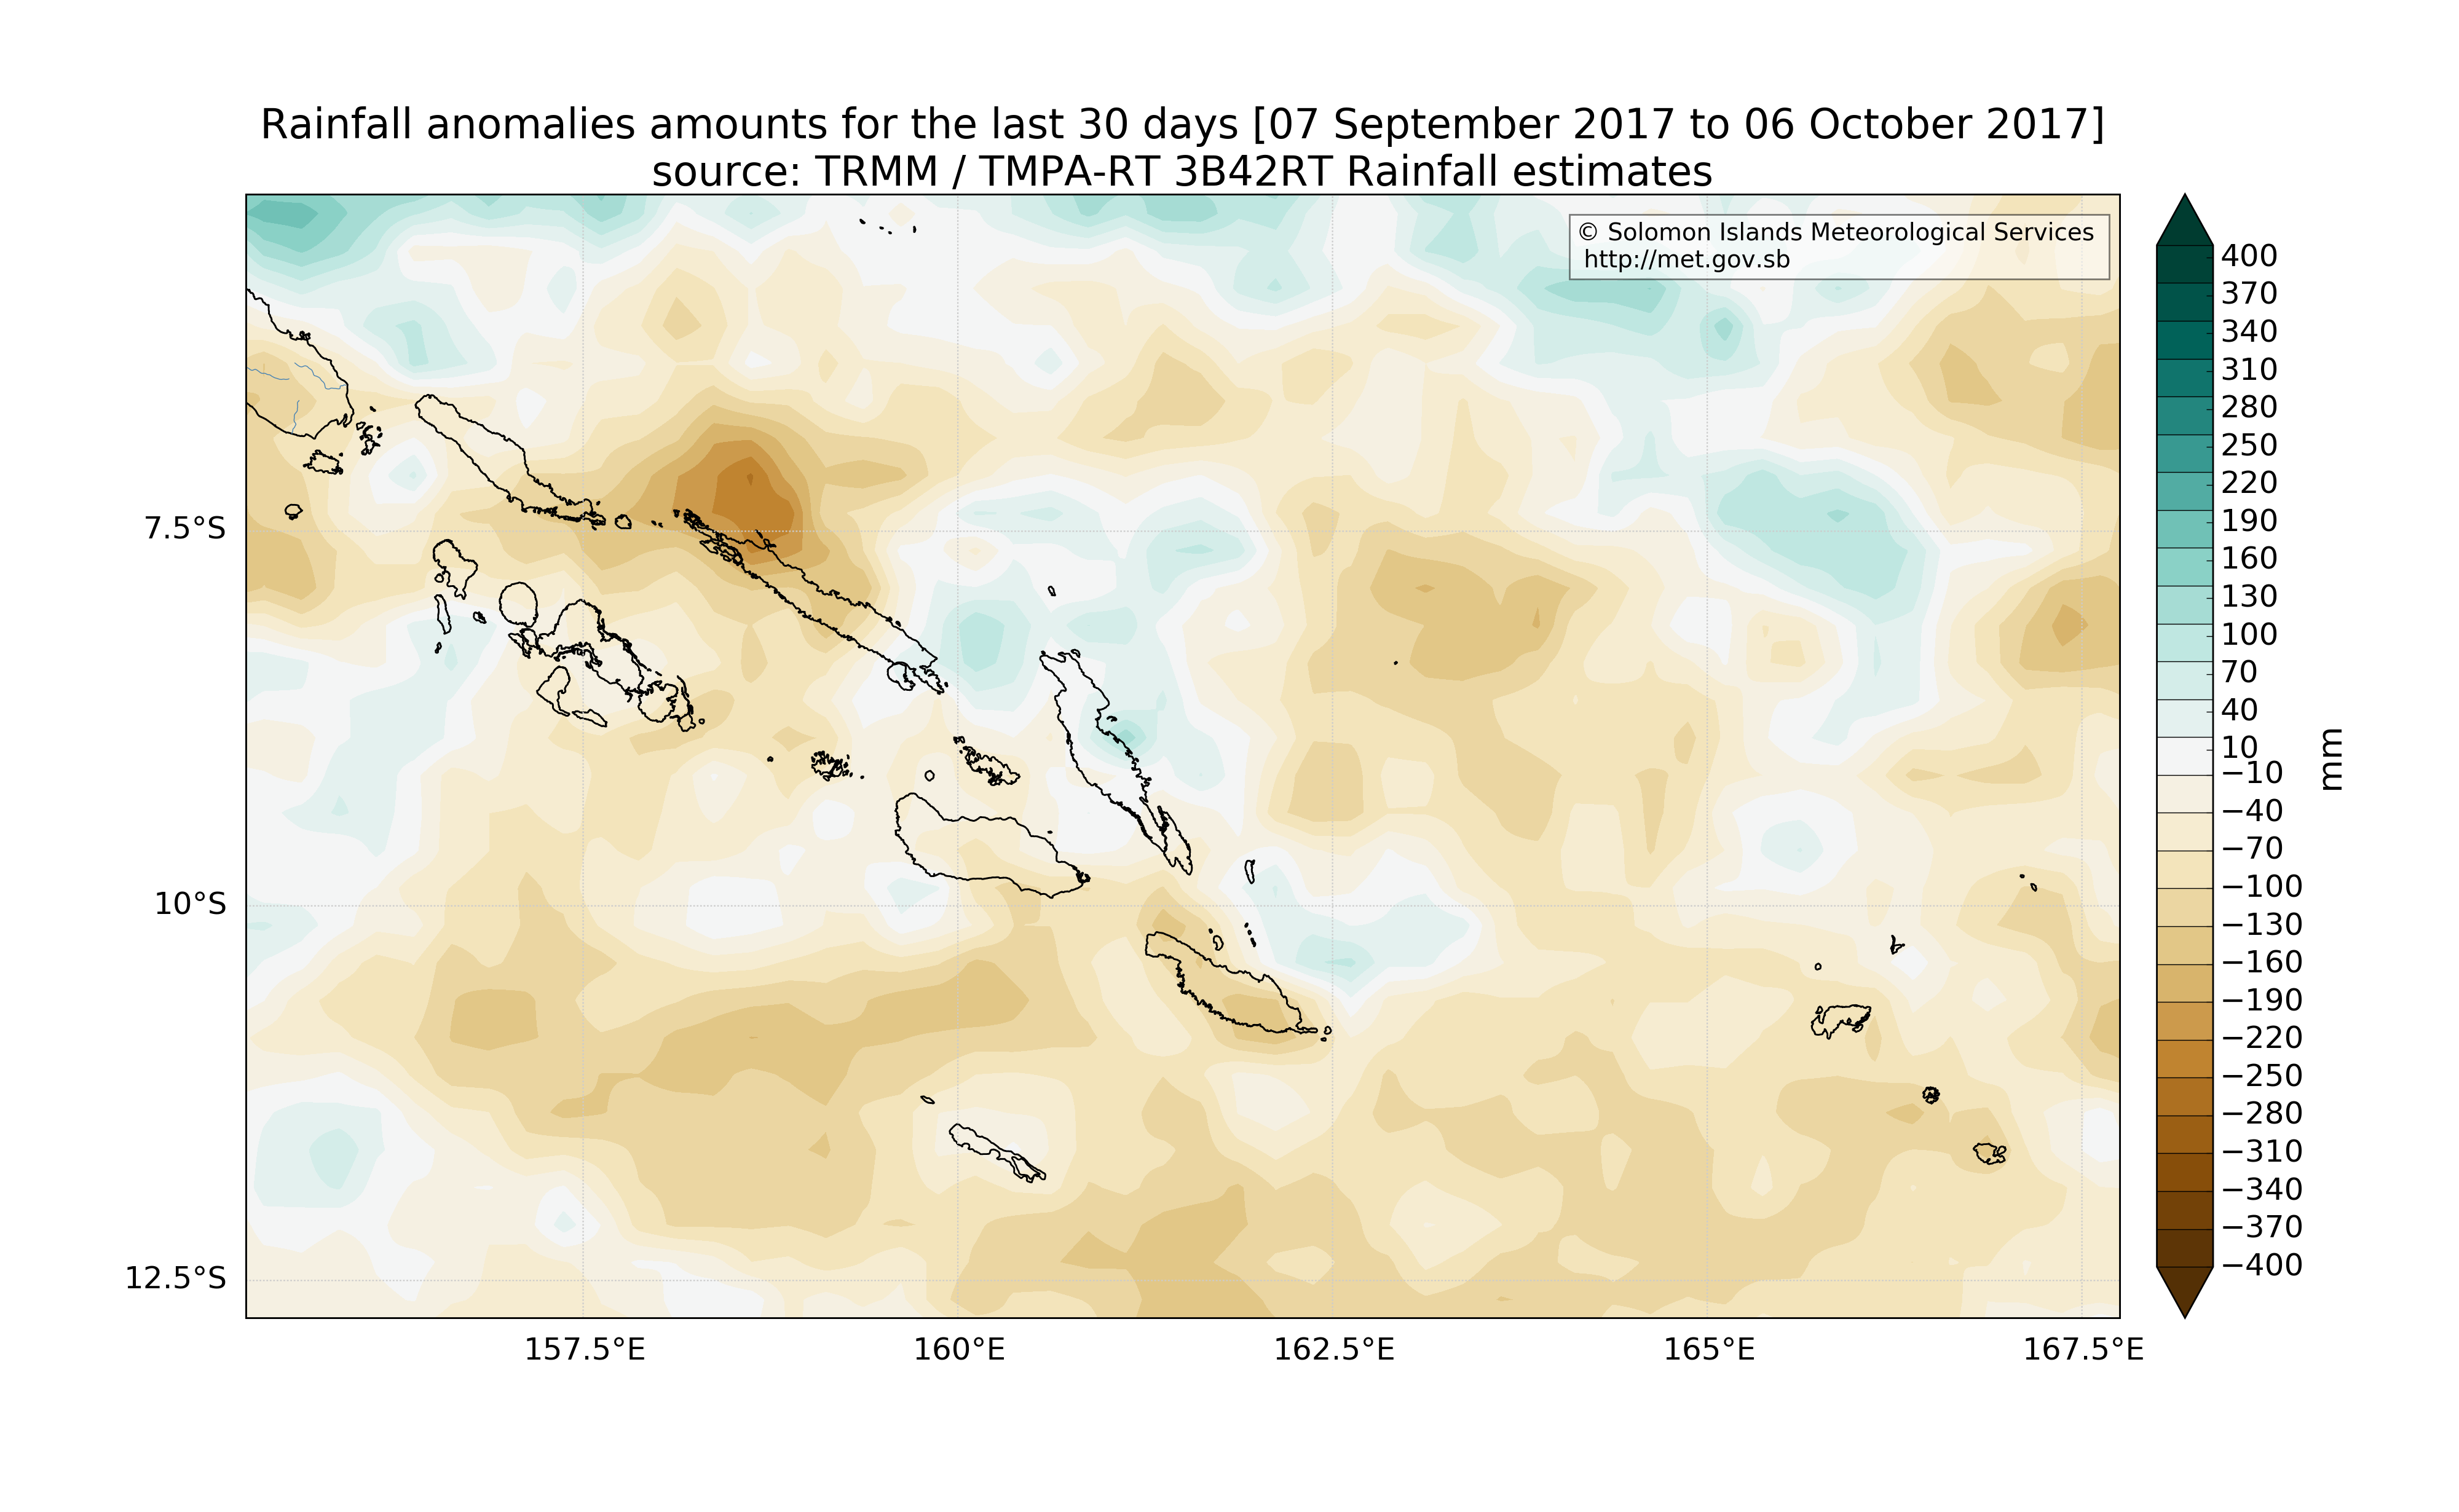 Rainfall anomalies amounts for the last 30 days [07 September 2017 to 06 October 2017]
source: TRMM / TMPA-RT 3B42RT Rainfall estimates
© Solomon Islands Meteorological Services
http://met.gov.sb
7.5°S
10°S
12.5°S
157.5°E
160°E
162.5°E
165°E
167.5°E
400
370
340
310
280
250
220
190
160
130
100
70
40
10
−10
−40
−70
−100
−130
−160
−190
−220
−250
−280
−310
−340
−370
−400
mm